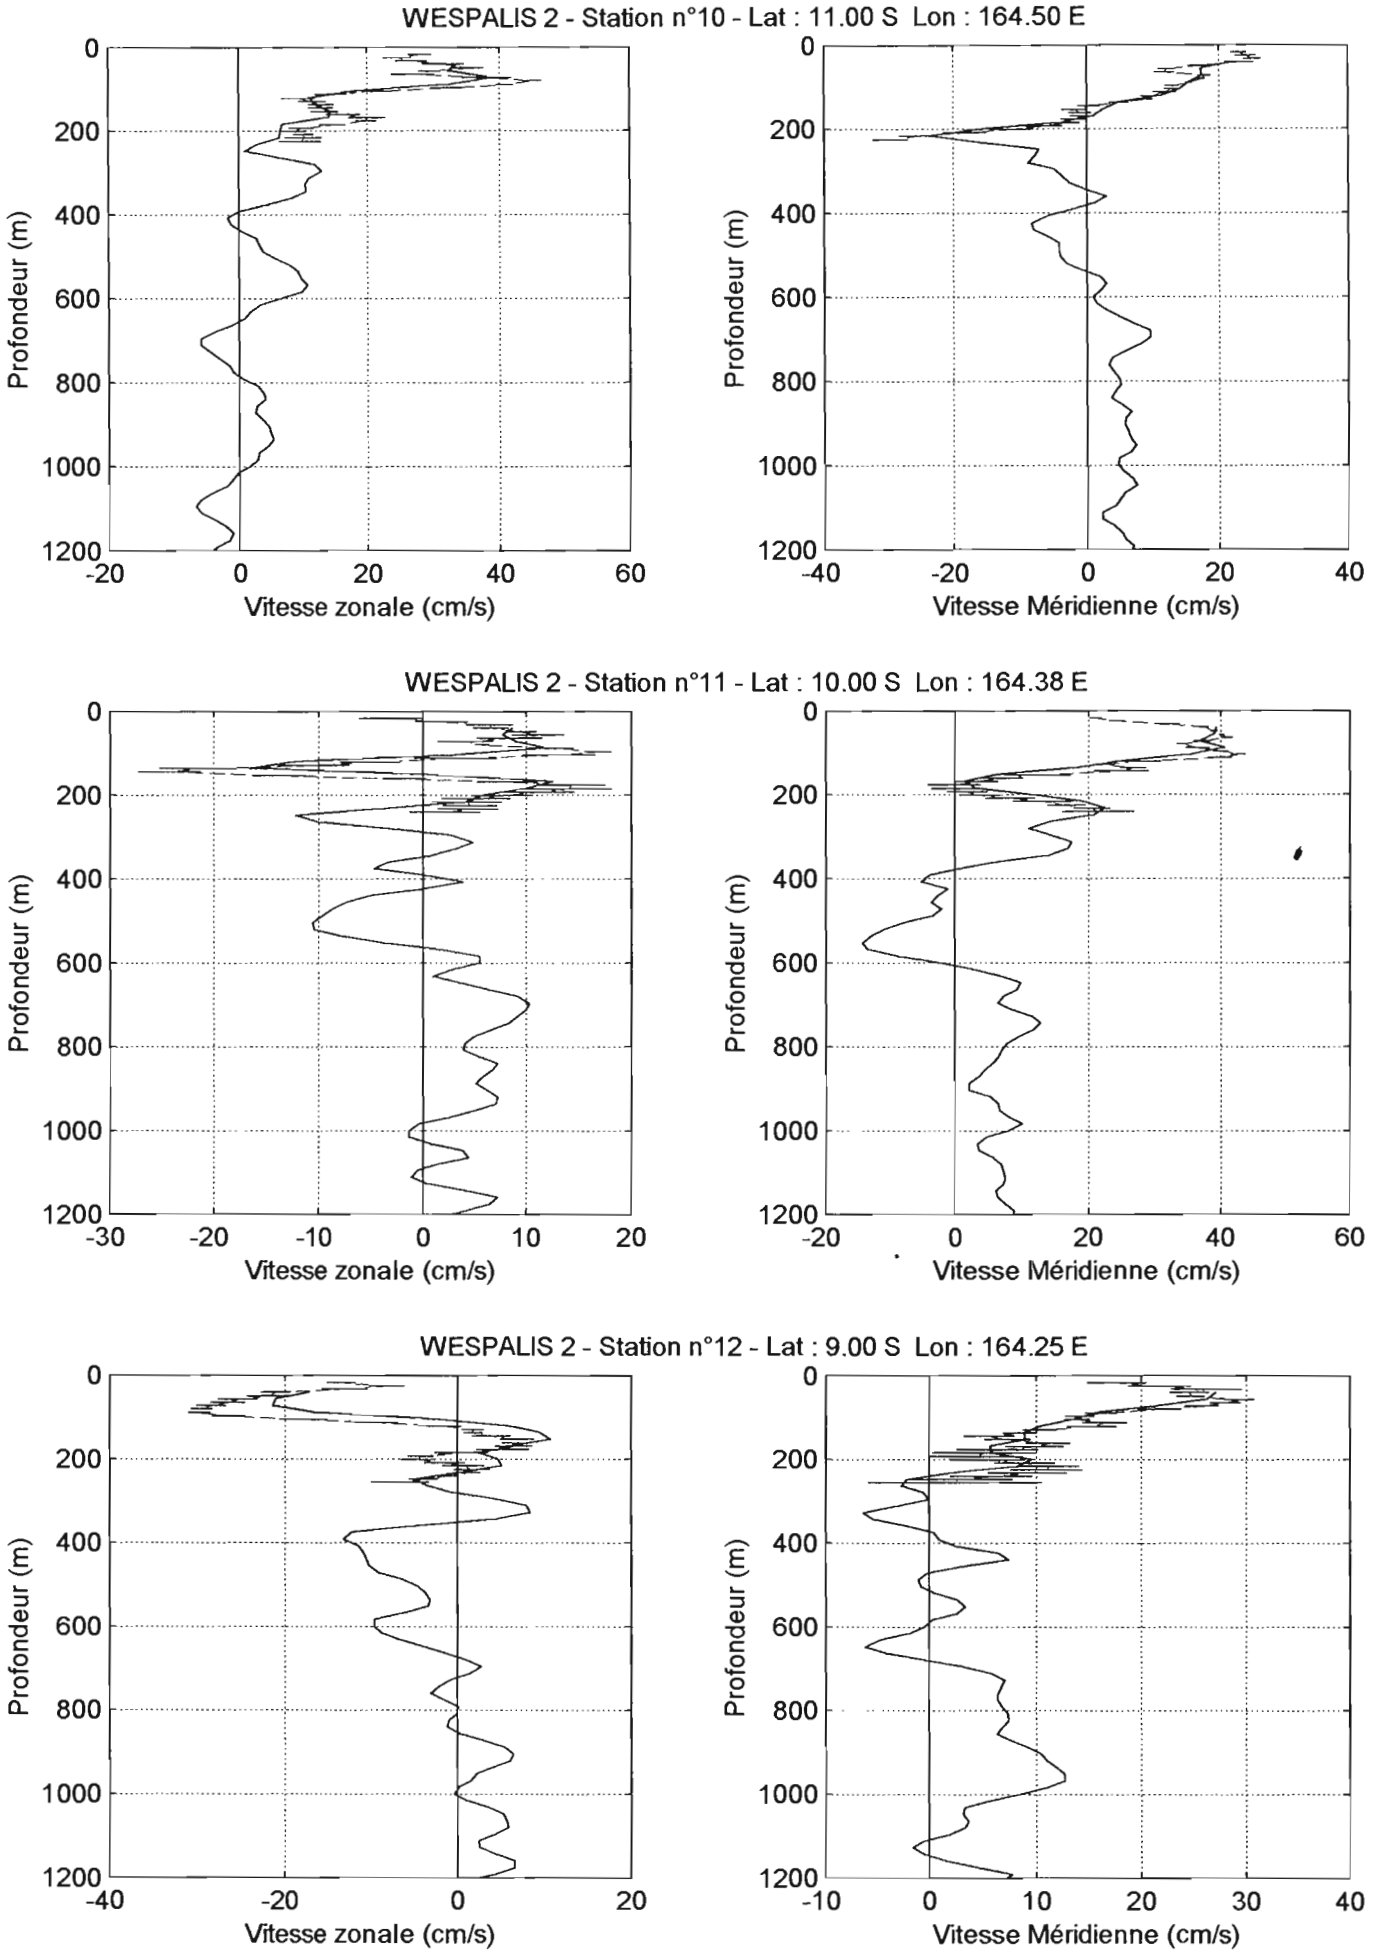 WESPALIS 2 - Station n°10 - Lat : 11.00 S Lon : 164.50 E
0
200
400
600
800
1000
1200
Profondeur (m)
-20 0 20 40 60
Vitesse zonale (cm/s)
0
200
400
600
800
1000
1200
Profondeur (m)
-40 -20 0 20 40
Vitesse Méridienne (cm/s)
WESPALIS 2 - Station n°11 - Lat : 10.00 S Lon : 164.38 E
0
200
400
600
800
1000
1200
Profondeur (m)
-30 -20 -10 0 10 20
Vitesse zonale (cm/s)
0
200
400
600
800
1000
1200
Profondeur (m)
-20 0 20 40 60
Vitesse Méridienne (cm/s)
WESPALIS 2 - Station n°12 - Lat : 9.00 S Lon : 164.25 E
0
200
400
600
800
1000
1200
Profondeur (m)
-40 -20 0 20
Vitesse zonale (cm/s)
0
200
400
600
800
1000
1200
Profondeur (m)
-10 0 10 20 30 40
Vitesse Méridienne (cm/s)